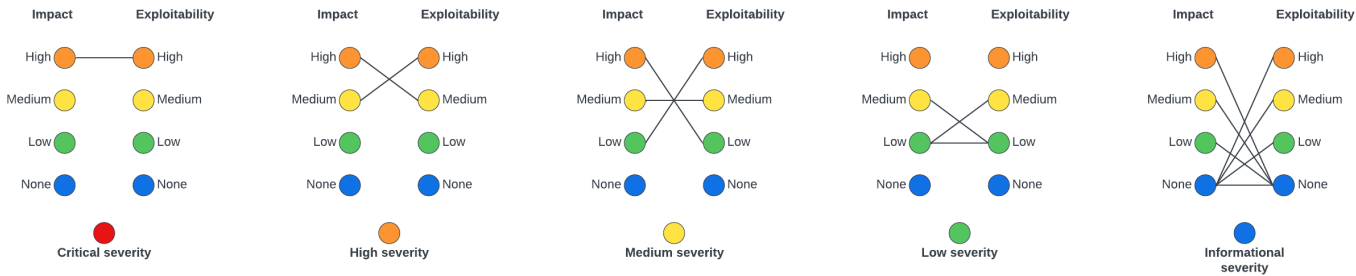 Impact Exploitability
High High
Medium Medium
Low Low
None None
Critical severity
Impact Exploitability
High High
Medium Medium
Low Low
None None
High severity
Impact Exploitability
High High
Medium Medium
Low Low
None None
Medium severity
Impact Exploitability
High High
Medium Medium
Low Low
None None
Low severity
Impact Exploitability
High High
Medium Medium
Low Low
None None
Informational
severity